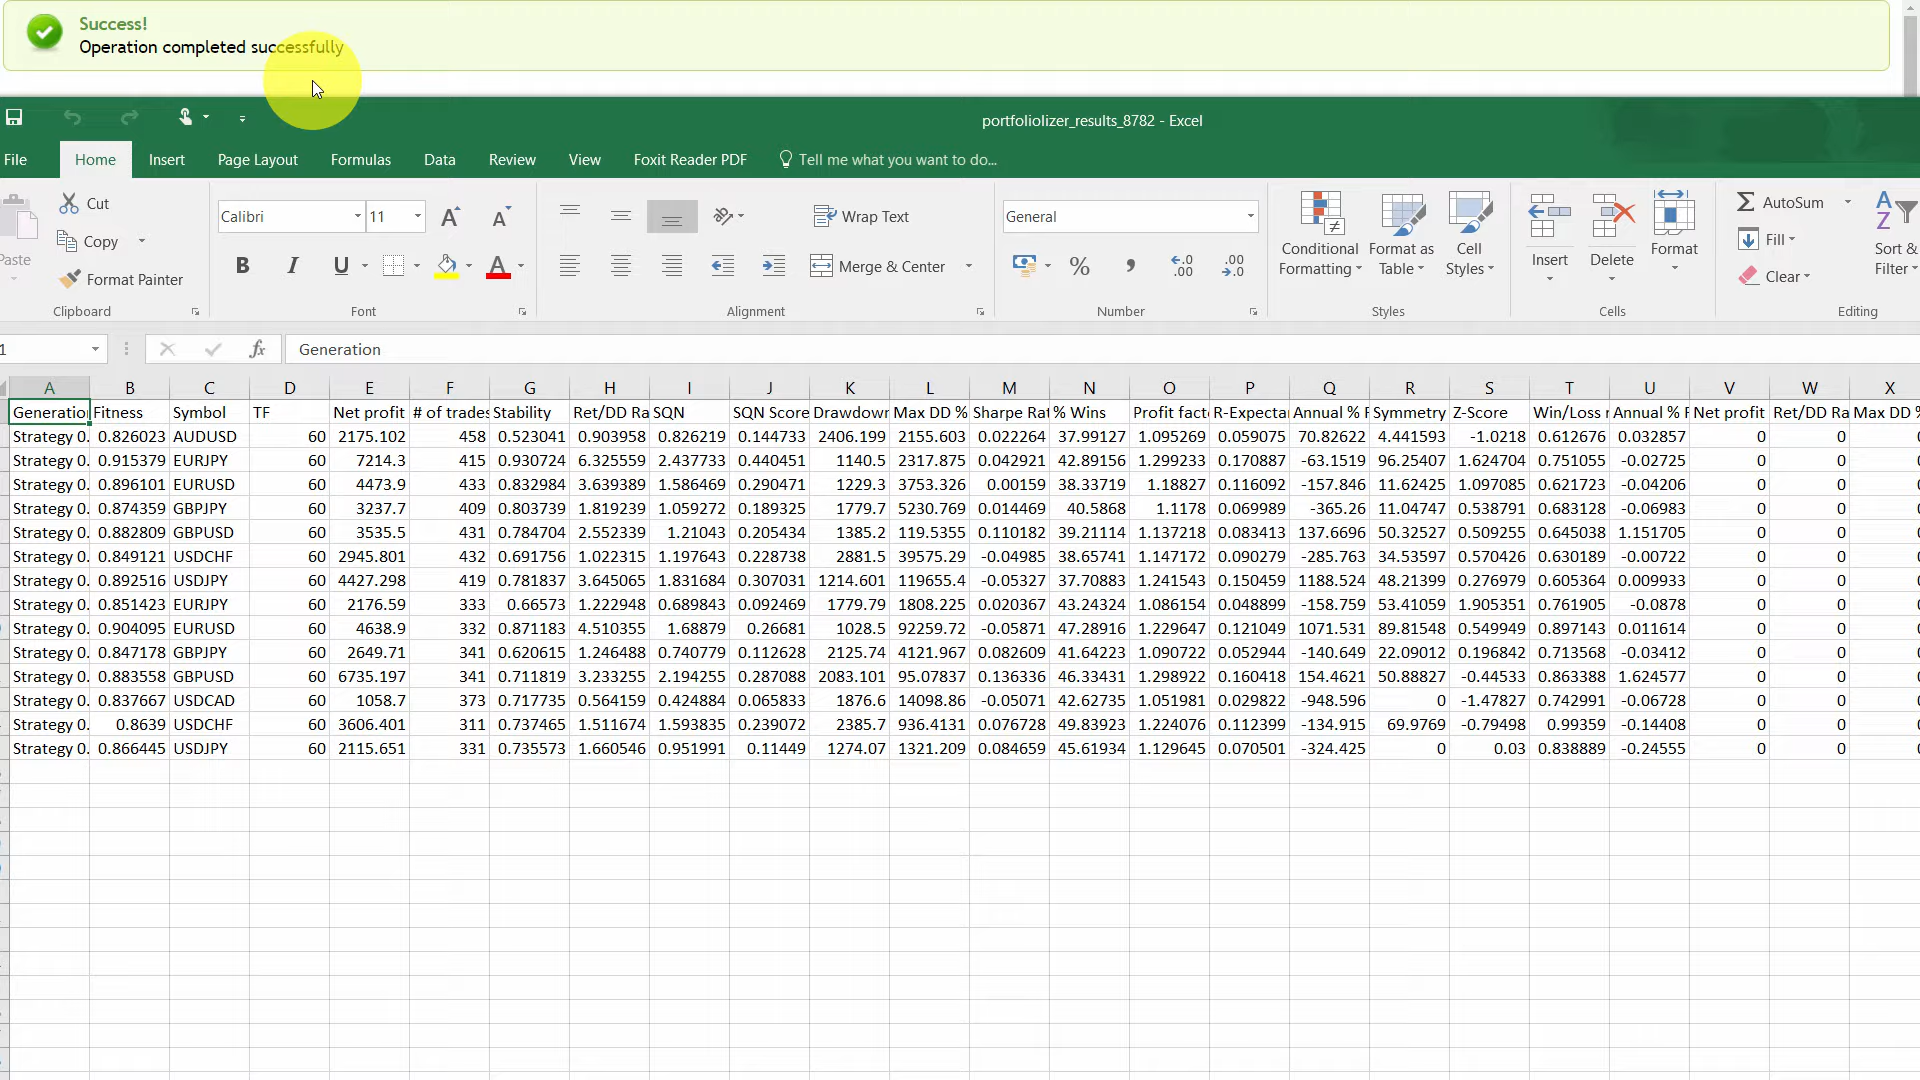 Success!
Operation completed successfully
portfoliolizer_results_8782 - Excel
File Home Insert Page Layout Formulas Data Review View Foxit Reader PDF Tell me what you want to do...
Paste Cut Copy Format Painter Clipboard
Calibri 11 B I U A Font
Wrap Text Merge & Center Alignment
General % , .00 Number
Conditional Formatting Format as Table Cell Styles Styles
Insert Delete Format Cells
AutoSum Fill Clear Sort & Filter Editing
1 fx Generation
A B C D E F G H I J K L M N O P Q R S T U V W X
Generation Fitness Symbol TF Net profit # of trades Stability Ret/DD Ra SQN SQN Score Drawdown Max DD % Sharpe Rat % Wins Profit facto R-Expectan Annual % R Symmetry Z-Score Win/Loss r Annual % R Net profit Ret/DD Ra Max DD %
Strategy 0. 0.826023 AUDUSD 60 2175.102 458 0.523041 0.903958 0.826219 0.144733 2406.199 2155.603 0.022264 37.99127 1.095269 0.059075 70.82622 4.441593 -1.0218 0.612676 0.032857 0 0
Strategy 0. 0.915379 EURJPY 60 7214.3 415 0.930724 6.325559 2.437733 0.440451 1140.5 2317.875 0.042921 42.89156 1.299233 0.170887 -63.1519 96.25407 1.624704 0.751055 -0.02725 0 0
Strategy 0. 0.896101 EURUSD 60 4473.9 433 0.832984 3.639389 1.586469 0.290471 1229.3 3753.326 0.00159 38.33719 1.18827 0.116092 -157.846 11.62425 1.097085 0.621723 -0.04206 0 0
Strategy 0. 0.874359 GBPJPY 60 3237.7 409 0.803739 1.819239 1.059272 0.189325 1779.7 5230.769 0.014469 40.5868 1.1178 0.069989 -365.26 11.04747 0.538791 0.683128 -0.06983 0 0
Strategy 0. 0.882809 GBPUSD 60 3535.5 431 0.784704 2.552339 1.21043 0.205434 1385.2 119.5355 0.110182 39.21114 1.137218 0.083413 137.6696 50.32527 0.509255 0.645038 1.151705 0 0
Strategy 0. 0.849121 USDCHF 60 2945.801 432 0.691756 1.022315 1.197643 0.228738 2881.5 39575.29 -0.04985 38.65741 1.147172 0.090279 -285.763 34.53597 0.570426 0.630189 -0.00722 0 0
Strategy 0. 0.892516 USDJPY 60 4427.298 419 0.781837 3.645065 1.831684 0.307031 1214.601 119655.4 -0.05327 37.70883 1.241543 0.150459 1188.524 48.21399 0.276979 0.605364 0.009933 0 0
Strategy 0. 0.851423 EURJPY 60 2176.59 333 0.66573 1.222948 0.689843 0.092469 1779.79 1808.225 0.020367 43.24324 1.086154 0.048899 -158.759 53.41059 1.905351 0.761905 -0.0878 0 0
Strategy 0. 0.904095 EURUSD 60 4638.9 332 0.871183 4.510355 1.68879 0.26681 1028.5 92259.72 -0.05871 47.28916 1.229647 0.121049 1071.531 89.81548 0.549949 0.897143 0.011614 0 0
Strategy 0. 0.847178 GBPJPY 60 2649.71 341 0.620615 1.246488 0.740779 0.112628 2125.74 4121.967 0.082609 41.64223 1.090722 0.052944 -140.649 22.09012 0.196842 0.713568 -0.03412 0 0
Strategy 0. 0.883558 GBPUSD 60 6735.197 341 0.711819 3.233255 2.194255 0.287088 2083.101 95.07837 0.136336 46.33431 1.298922 0.160418 154.4621 50.88827 -0.44533 0.863388 1.624577 0 0
Strategy 0. 0.837667 USDCAD 60 1058.7 373 0.717735 0.564159 0.424884 0.065833 1876.6 14098.86 -0.05071 42.62735 1.051981 0.029822 -948.596 0 -1.47827 0.742991 -0.06728 0 0
Strategy 0. 0.8639 USDCHF 60 3606.401 311 0.737465 1.511674 1.593835 0.239072 2385.7 936.4131 0.076728 49.83923 1.224076 0.112399 -134.915 69.9769 -0.79498 0.99359 -0.14408 0 0
Strategy 0. 0.866445 USDJPY 60 2115.651 331 0.735573 1.660546 0.951991 0.11449 1274.07 1321.209 0.084659 45.61934 1.129645 0.070501 -324.425 0 0.03 0.838889 -0.24555 0 0